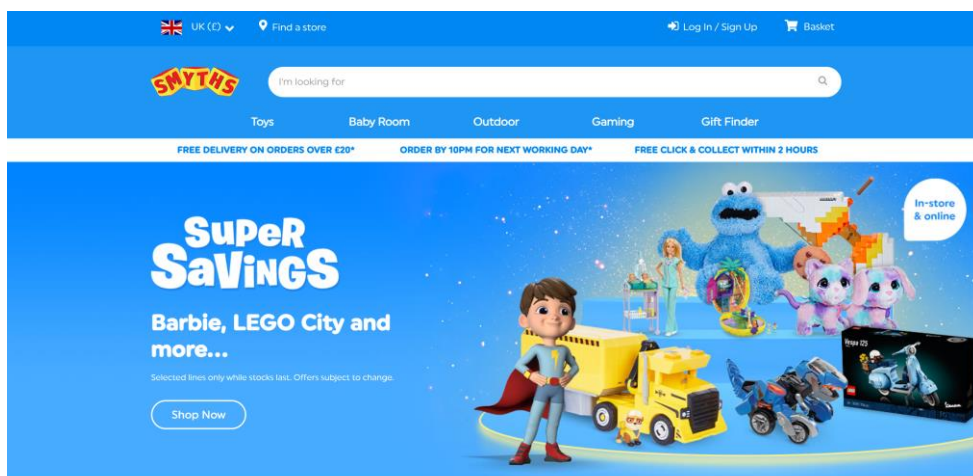 UK (£)
Find a store
Log In / Sign Up
Basket
SMYTHS
I'm looking for
Toys
Baby Room
Outdoor
Gaming
Gift Finder
FREE DELIVERY ON ORDERS OVER £20*
ORDER BY 10PM FOR NEXT WORKING DAY*
FREE CLICK & COLLECT WITHIN 2 HOURS
In-store
& online
SUPeR
SaViNGS
Barbie, LEGO City and
more...
Selected lines only while stocks last. Offers subject to change.
Shop Now
Vespa 125